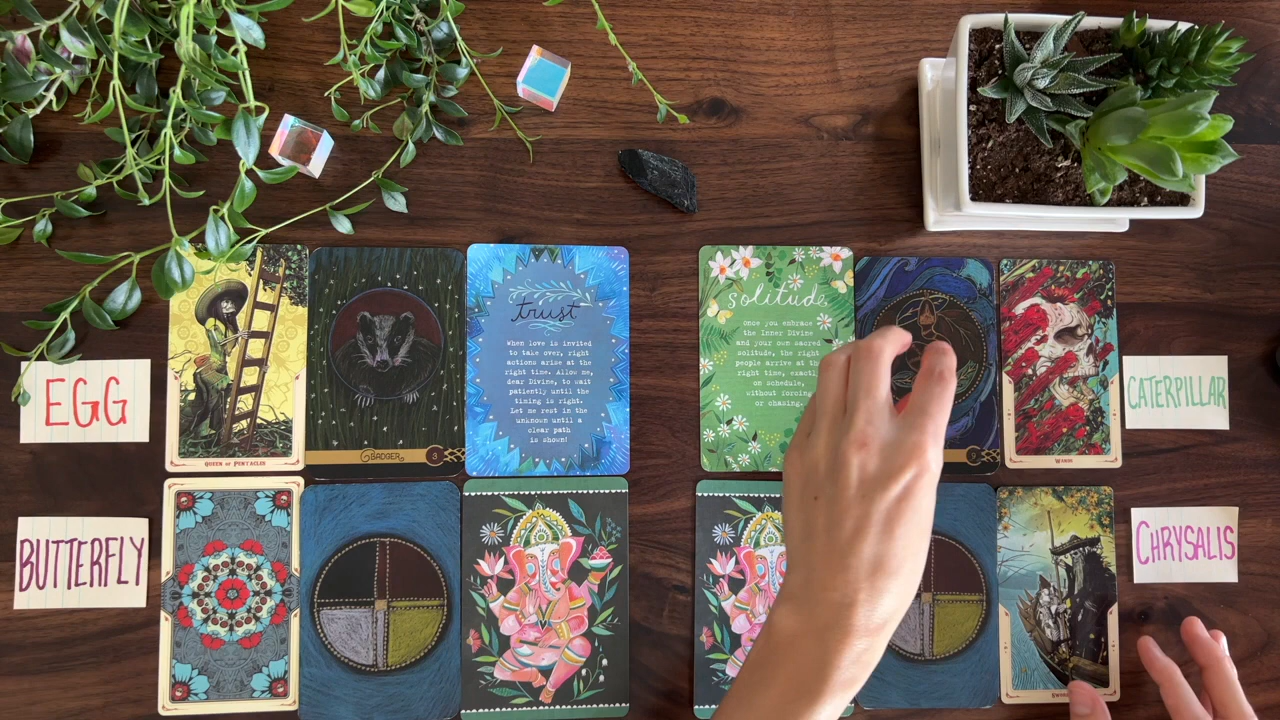 EGG
QUEEN OF PENTACLES
BADGER
3
trust
When love is invited
to take over, right
actions arise at the
right time. Allow me,
dear Divine, to wait
patiently until the
timing is right.
Let me rest in the
unknown until a
clear path
is shown!
solitude
Once you embrace
the Inner Divine
and your own sacred
solitude, the right
people arrive at the
right time, exactly
on schedule,
without forcing
or chasing.
9
WANDS
CATERPILLAR
BUTTERFLY
CHRYSALIS